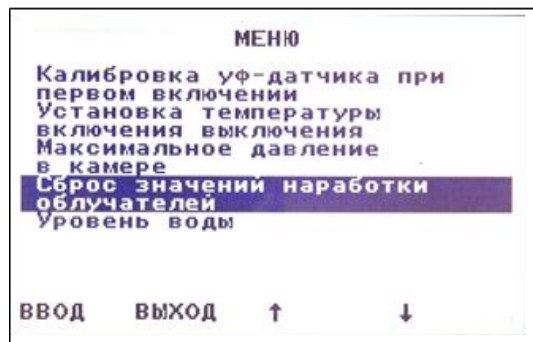 МЕНЮ
Калибровка уф-датчика при
первом включении
Установка температуры
включения выключения
Максимальное давление
в камере
Сброс значений наработки
облучателей
Уровень воды
ВВОД ВЫХОД ↑ ↓